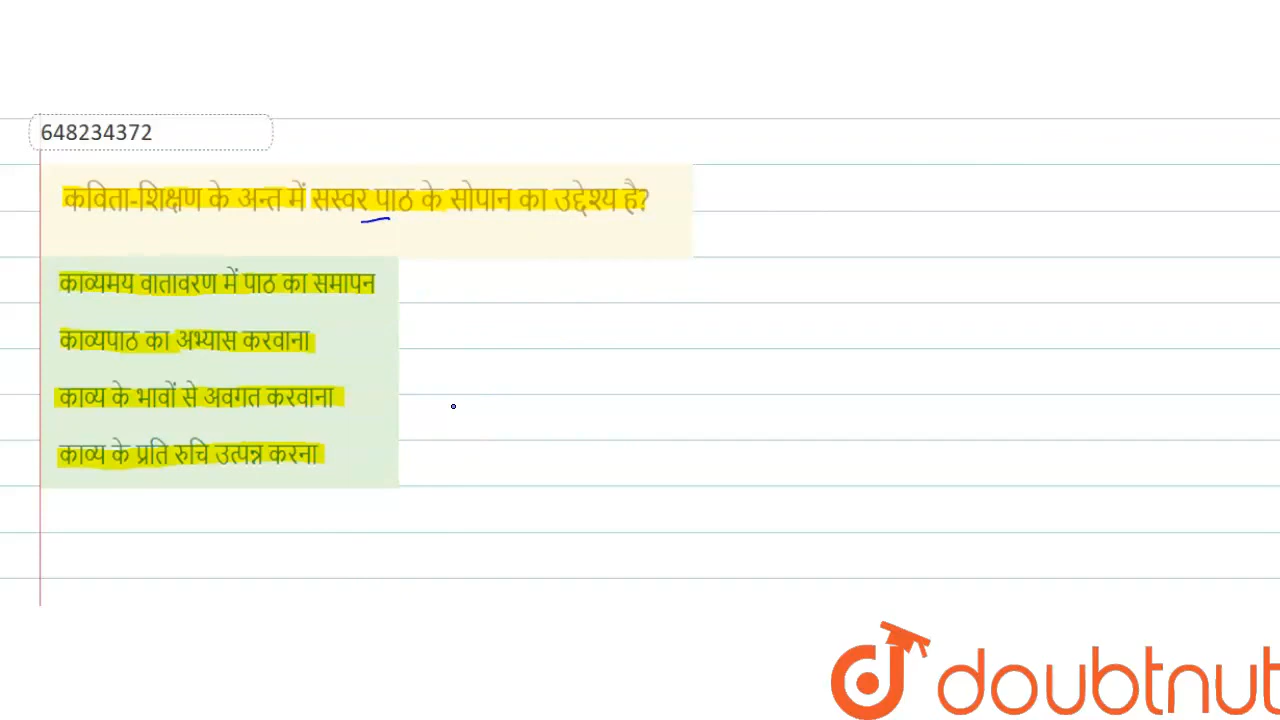 648234372
कविता-शिक्षण के अन्त में सस्वर पाठ के सोपान का उद्देश्य है?
काव्यमय वातावरण में पाठ का समापन
काव्यपाठ का अभ्यास करवाना
काव्य के भावों से अवगत करवाना
काव्य के प्रति रुचि उत्पन्न करना
doubtnut